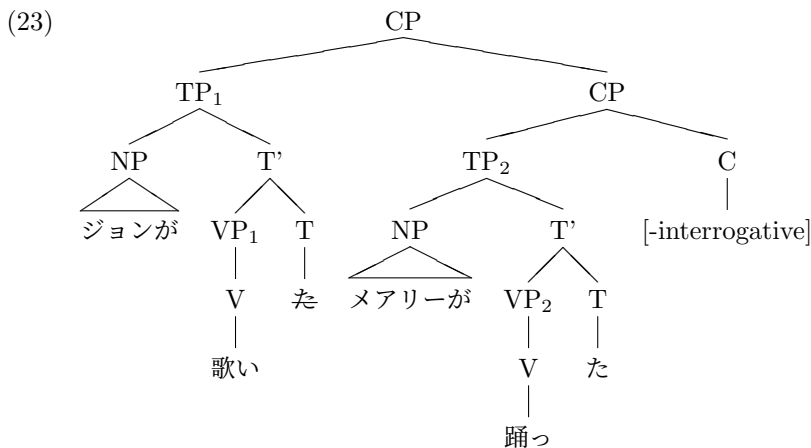 (23) CP
TP₁ CP
NP T' TP₂ C
ジョンが VP₁ T NP T' [-interrogative]
V た メアリーが VP₂ T
歌い V た
踊っ